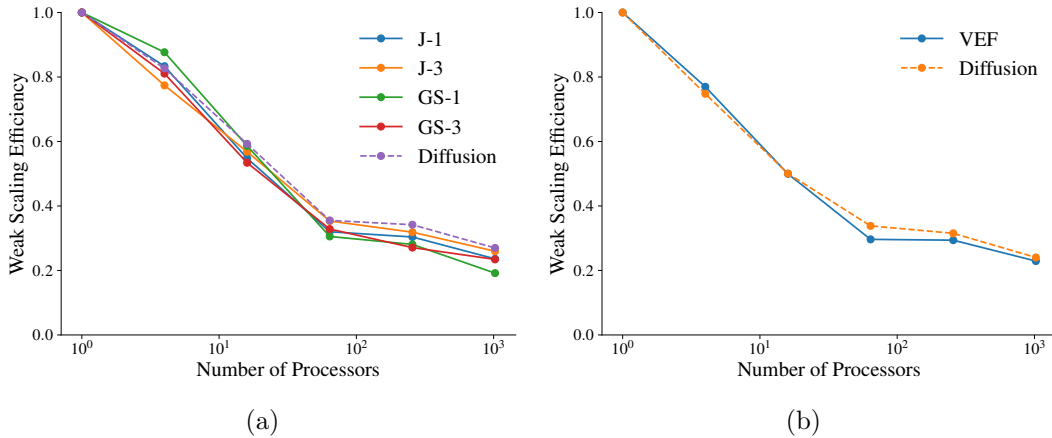 1.0
0.8
0.6
0.4
0.2
0.0
Weak Scaling Efficiency
10⁰
10¹
10²
10³
Number of Processors
J-1
J-3
GS-1
GS-3
Diffusion
(a)
1.0
0.8
0.6
0.4
0.2
0.0
Weak Scaling Efficiency
10⁰
10¹
10²
10³
Number of Processors
VEF
Diffusion
(b)